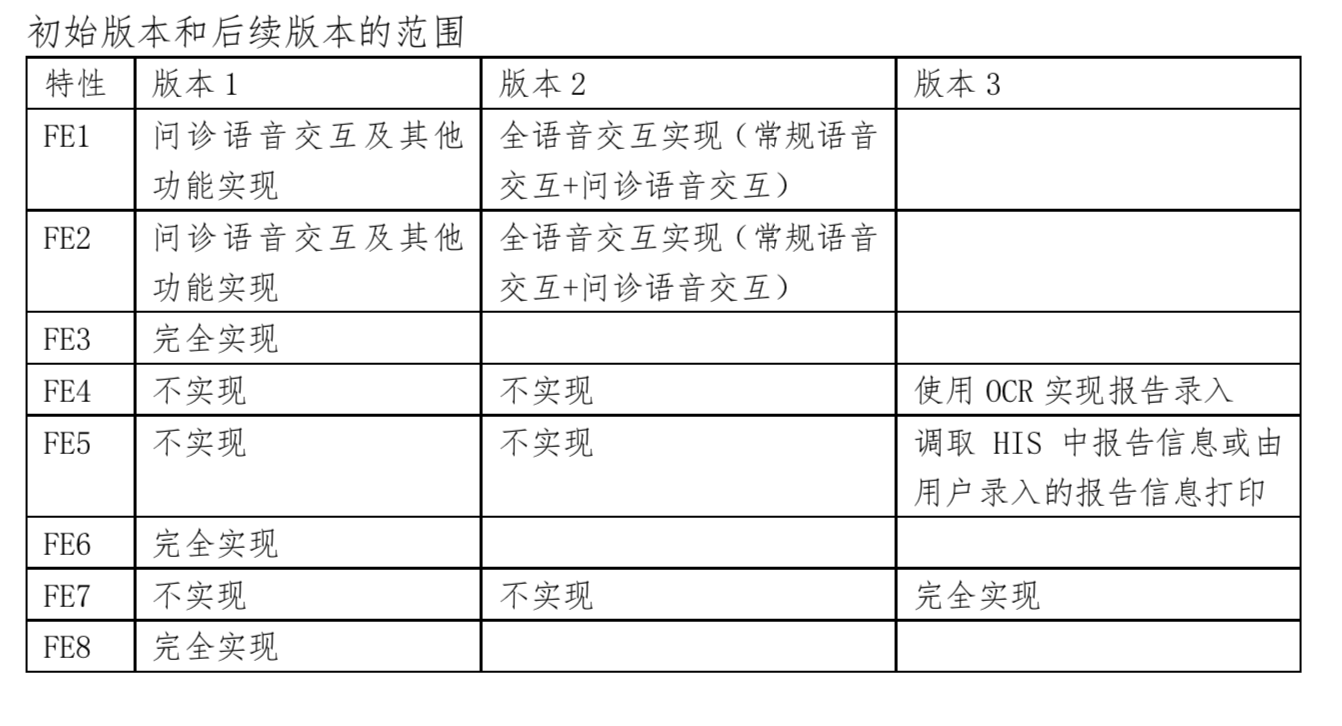 初始版本和后续版本的范围
特性 版本1 版本2 版本3
FE1 问诊语音交互及其他 全语音交互实现（常规语音
功能实现 交互+问诊语音交互）
FE2 问诊语音交互及其他 全语音交互实现（常规语音
功能实现 交互+问诊语音交互）
FE3 完全实现
FE4 不实现 不实现 使用 OCR 实现报告录入
FE5 不实现 不实现 调取 HIS 中报告信息或由
用户录入的报告信息打印
FE6 完全实现
FE7 不实现 不实现 完全实现
FE8 完全实现